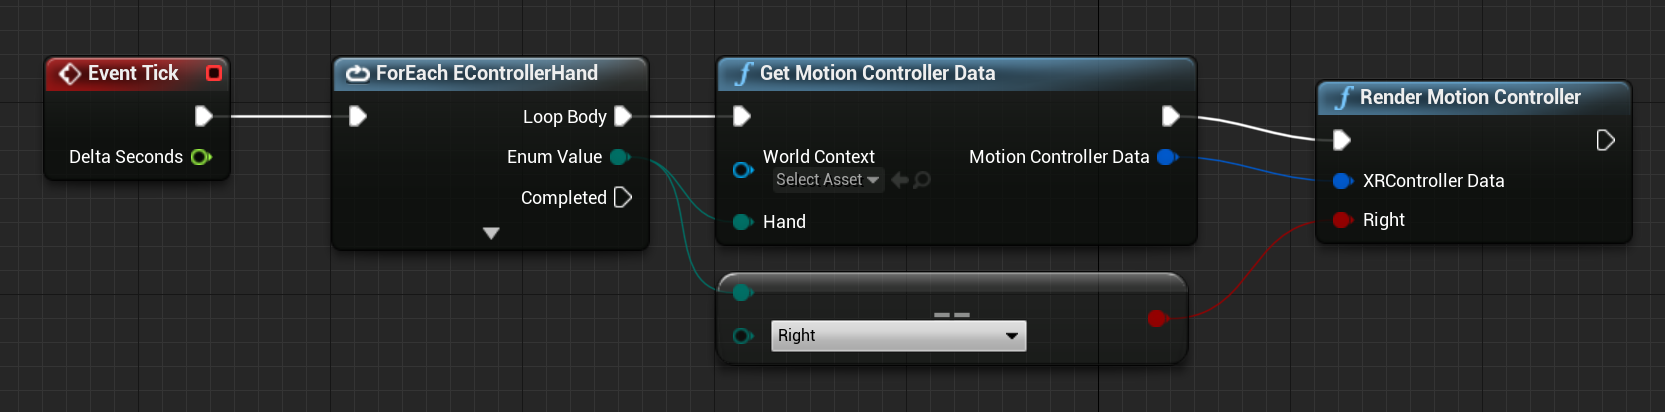 Event Tick
Delta Seconds
ForEach EControllerHand
Loop Body
Enum Value
Completed
Get Motion Controller Data
World Context
Select Asset
Motion Controller Data
Hand
==
Right
Render Motion Controller
XRController Data
Right